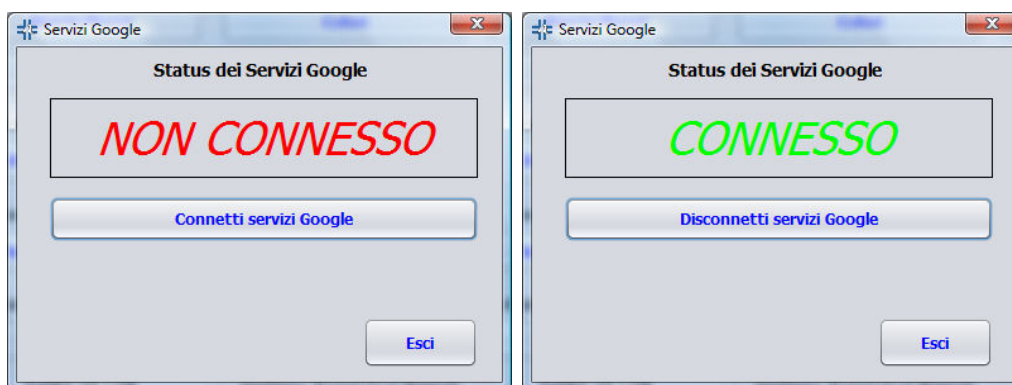 Servizi Google
Status dei Servizi Google
NON CONNESSO
Connetti servizi Google
Esci
Servizi Google
Status dei Servizi Google
CONNESSO
Disconnetti servizi Google
Esci